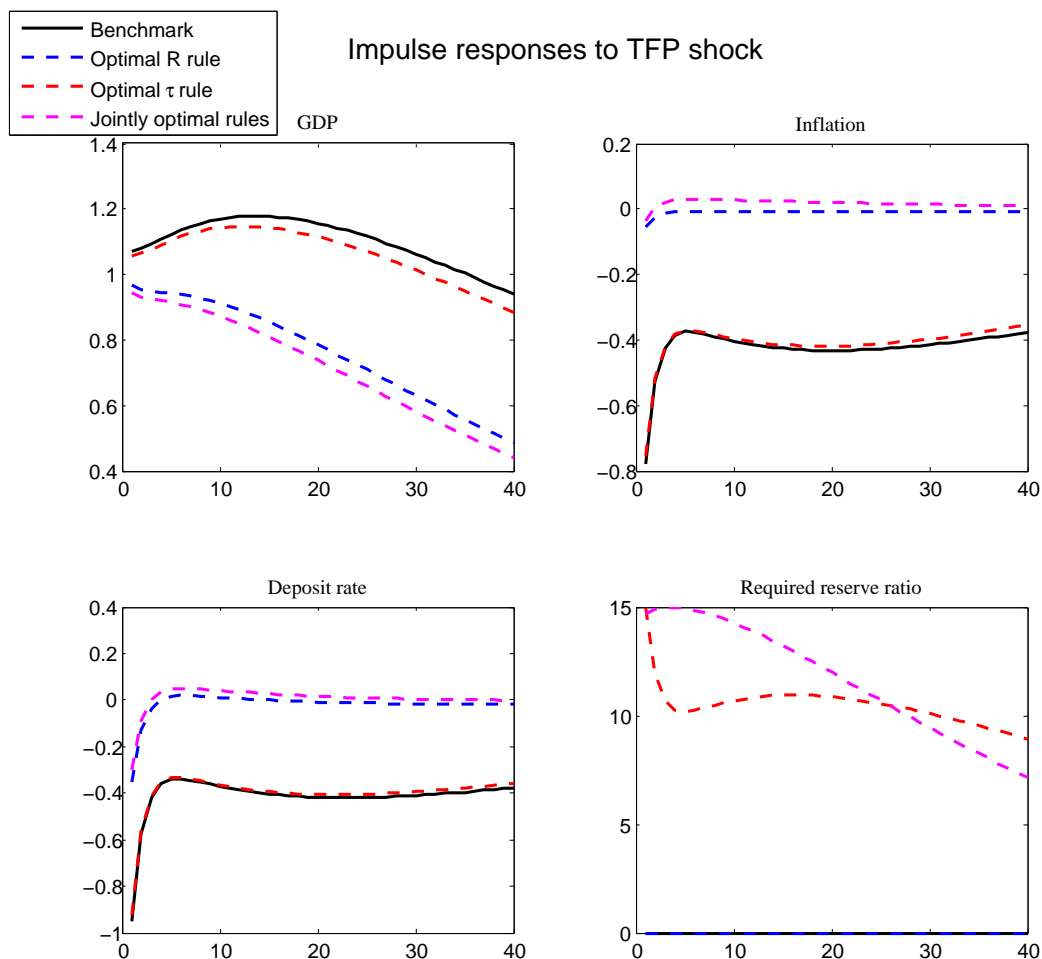 Benchmark
Optimal R rule
Optimal τ rule
Jointly optimal rules
Impulse responses to TFP shock
GDP
1.4
1.2
1
0.8
0.6
0.4
0 10 20 30 40
Inflation
0.2
0
−0.2
−0.4
−0.6
−0.8
0 10 20 30 40
Deposit rate
0.4
0.2
0
−0.2
−0.4
−0.6
−0.8
−1
0 10 20 30 40
Required reserve ratio
15
10
5
0
0 10 20 30 40